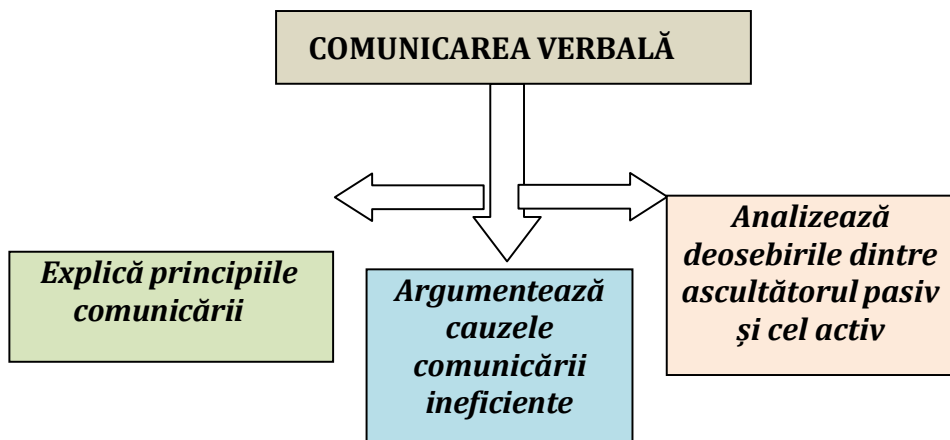 COMUNICAREA VERBALĂ
Explică principiile
comunicării
Argumentează
cauzele
comunicării
ineficiente
Analizează
deosebirile dintre
ascultătorul pasiv
și cel activ